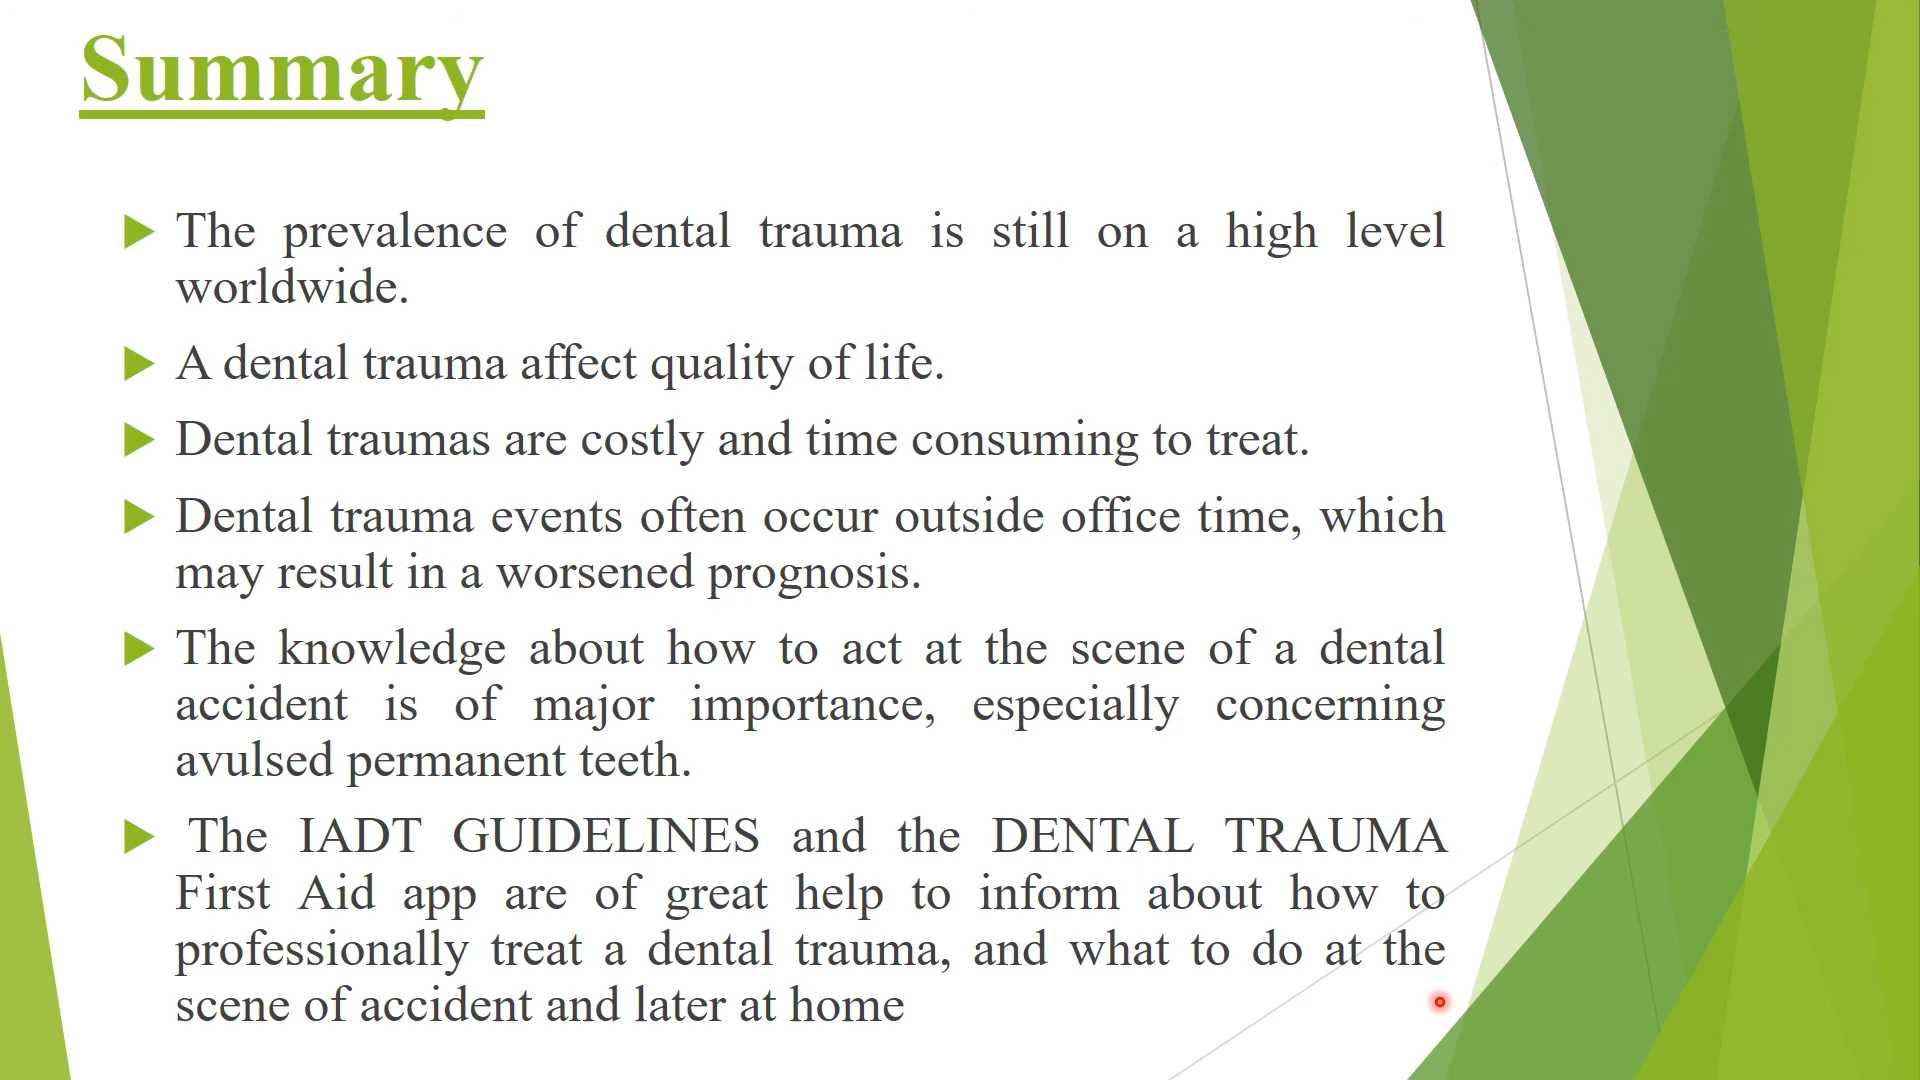 Summary
The prevalence of dental trauma is still on a high level
worldwide.
A dental trauma affect quality of life.
Dental traumas are costly and time consuming to treat.
Dental trauma events often occur outside office time, which
may result in a worsened prognosis.
The knowledge about how to act at the scene of a dental
accident is of major importance, especially concerning
avulsed permanent teeth.
The IADT GUIDELINES and the DENTAL TRAUMA
First Aid app are of great help to inform about how to
professionally treat a dental trauma, and what to do at the
scene of accident and later at home